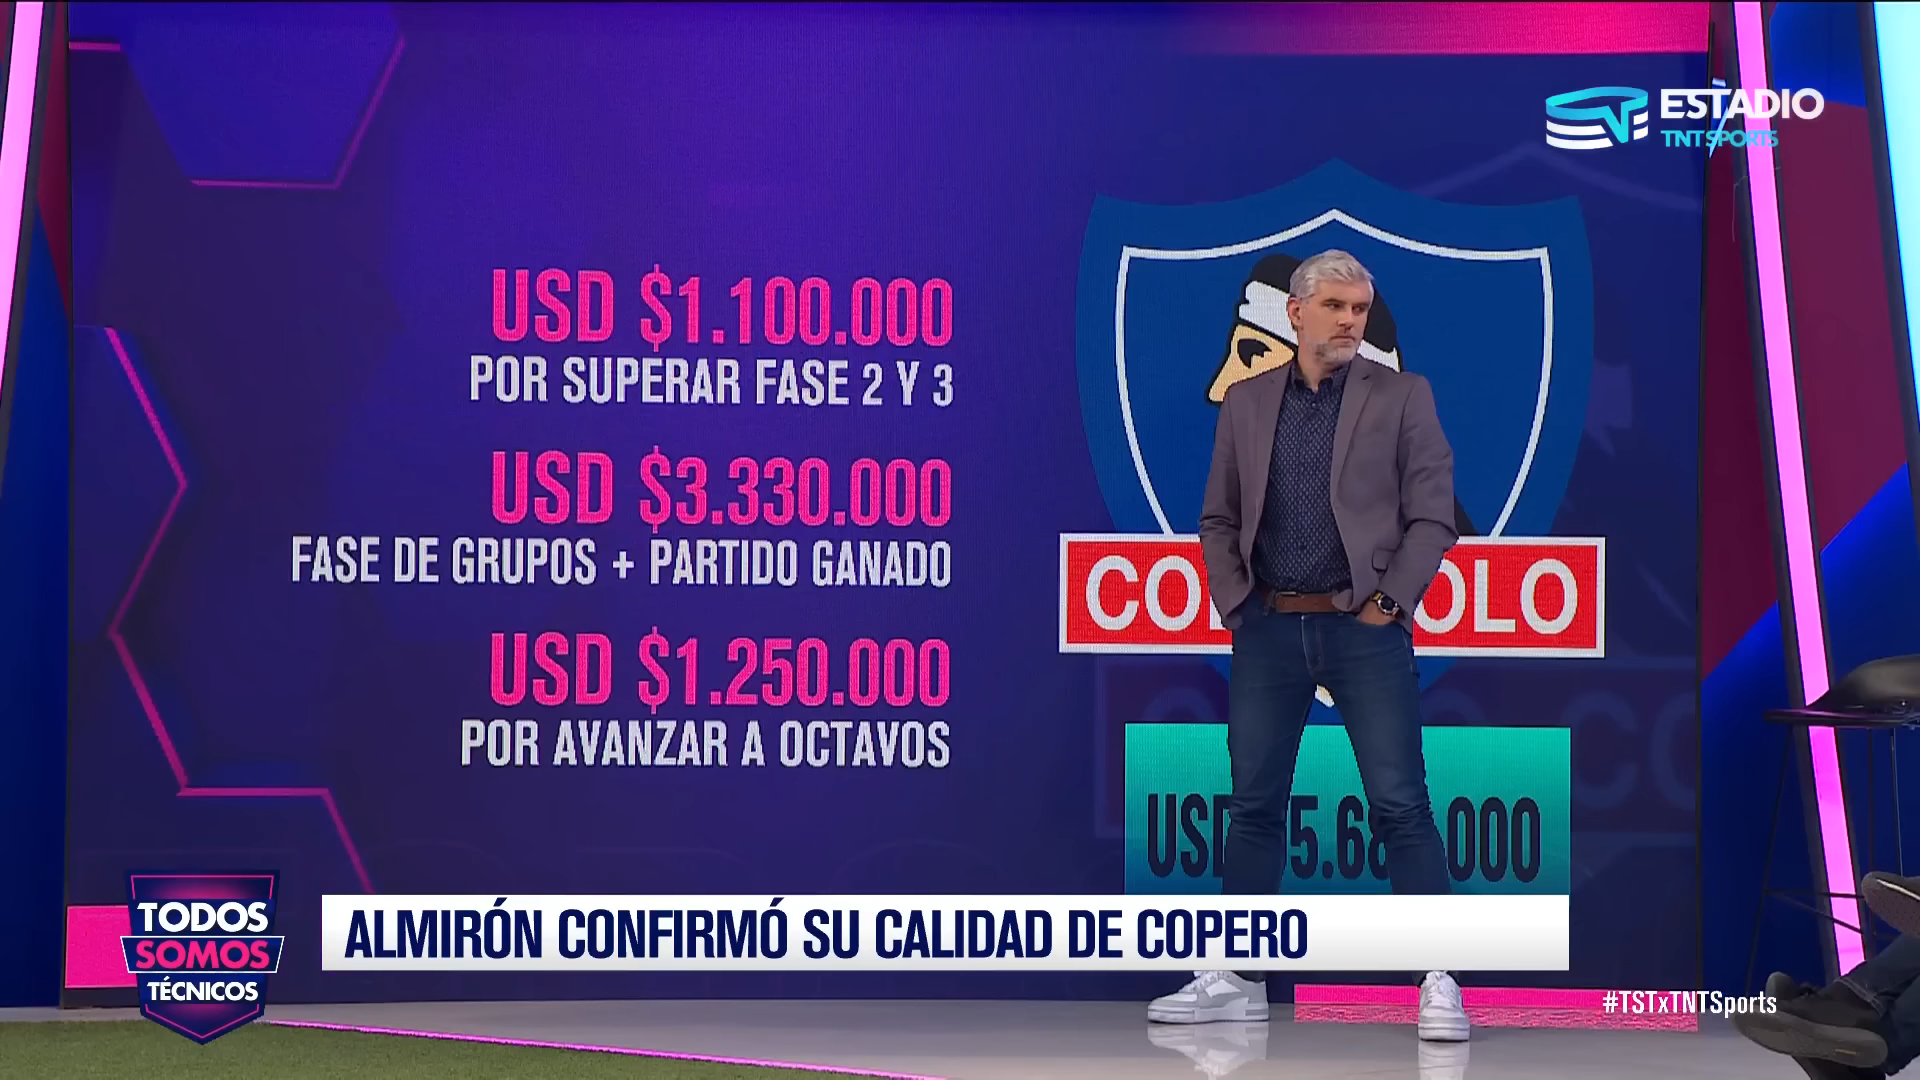 ESTADIO
TNT SPORTS
USD $1.100.000
POR SUPERAR FASE 2 Y 3
USD $3.330.000
FASE DE GRUPOS + PARTIDO GANADO
USD $1.250.000
POR AVANZAR A OCTAVOS
TODOS
SOMOS
TÉCNICOS
ALMIRÓN CONFIRMÓ SU CALIDAD DE COPERO
#TSTxTNTSports